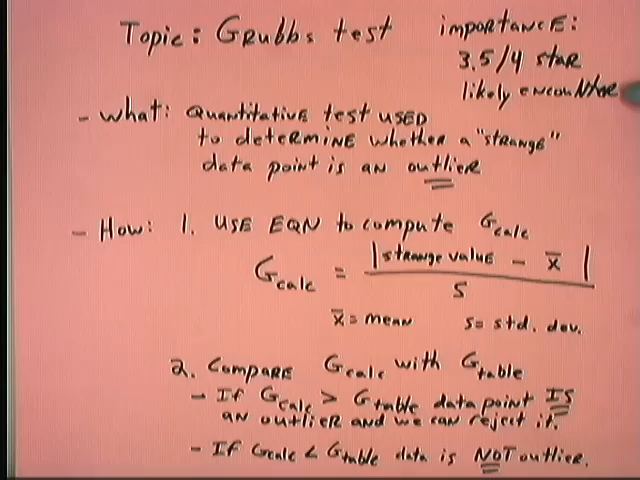 Topic: Grubbs test
importance:
3.5/4 star
likely encounter
- What: Quantitative test used
to determine whether a "strange"
data point is an outlier
- How: 1. Use EQN to compute Gcalc
Gcalc = |strange value - x̄| / s
x̄ = mean s = std. dev.
2. Compare Gcalc with Gtable
- If Gcalc > Gtable data point IS
an outlier and we can reject it.
- If Gcalc < Gtable data is NOT outlier.